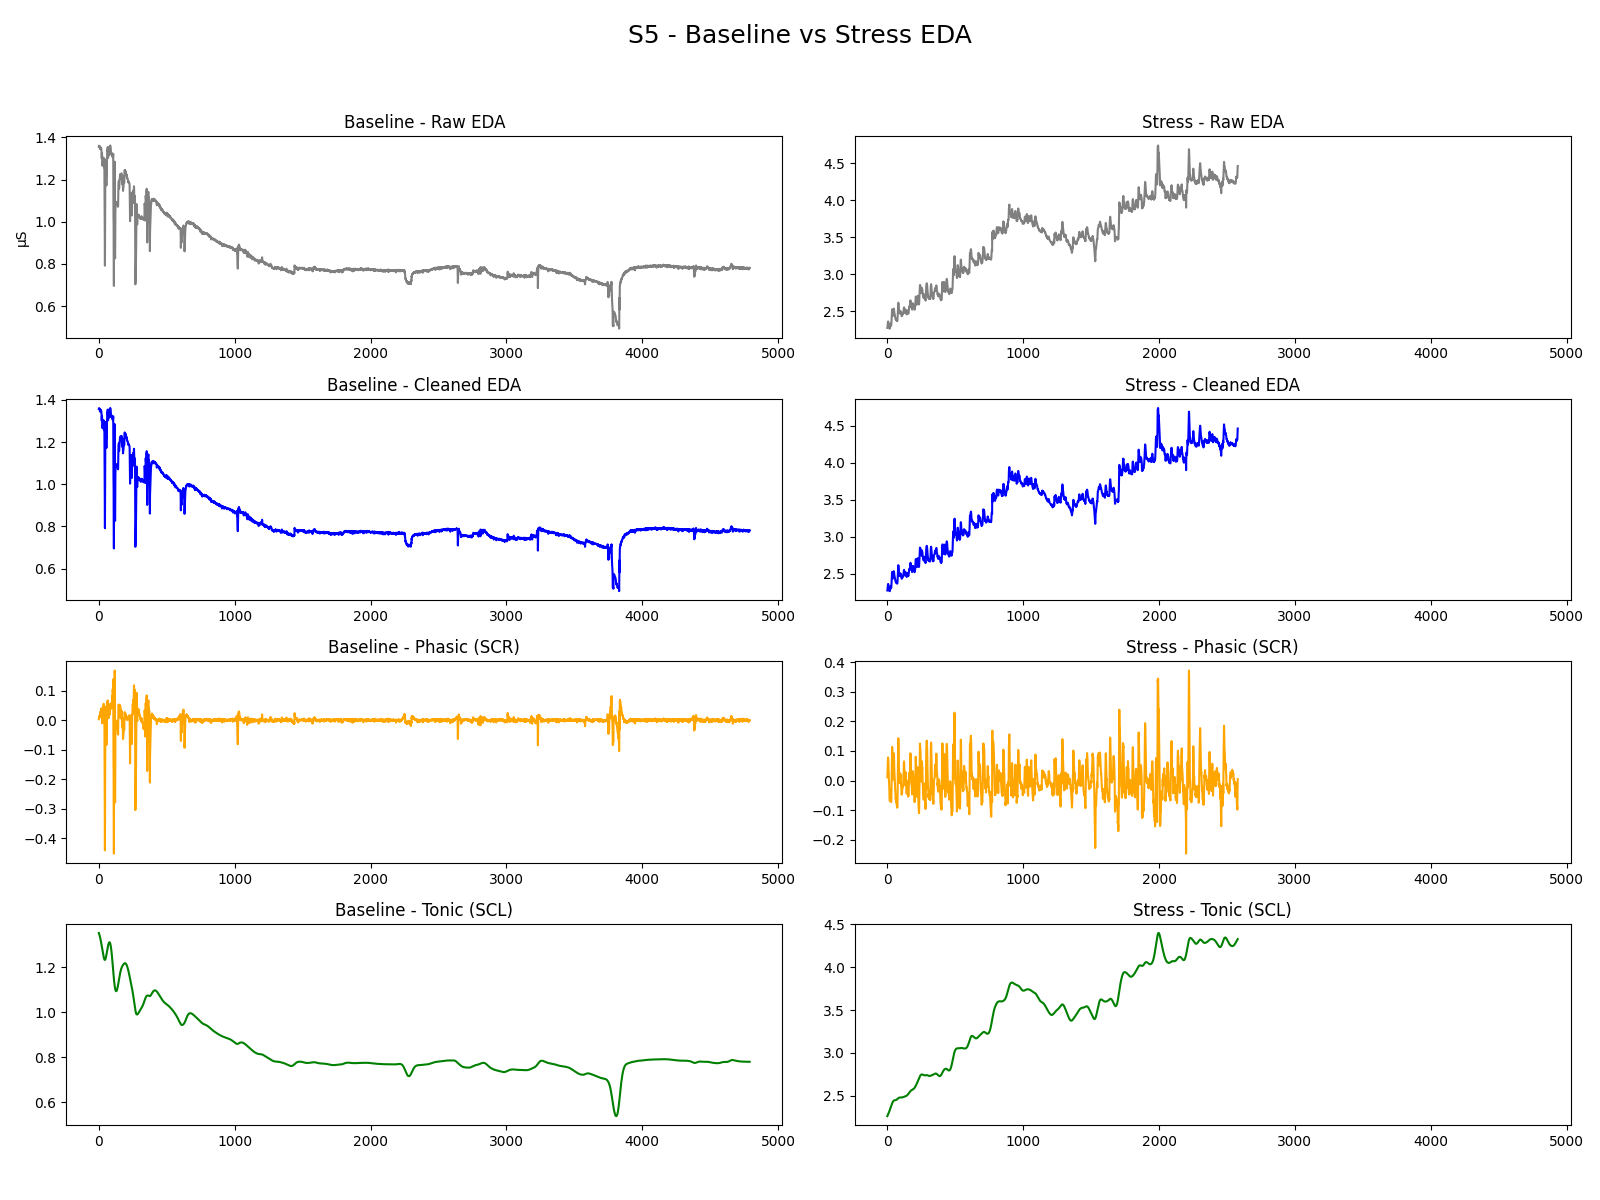 S5 - Baseline vs Stress EDA
Baseline - Raw EDA
Stress - Raw EDA
µS
1.4
1.2
1.0
0.8
0.6
0 1000 2000 3000 4000 5000
4.5
4.0
3.5
3.0
2.5
0 1000 2000 3000 4000 5000
Baseline - Cleaned EDA
Stress - Cleaned EDA
1.4
1.2
1.0
0.8
0.6
0 1000 2000 3000 4000 5000
4.5
4.0
3.5
3.0
2.5
0 1000 2000 3000 4000 5000
Baseline - Phasic (SCR)
Stress - Phasic (SCR)
0.1
0.0
−0.1
−0.2
−0.3
−0.4
0 1000 2000 3000 4000 5000
0.4
0.3
0.2
0.1
0.0
−0.1
−0.2
0 1000 2000 3000 4000 5000
Baseline - Tonic (SCL)
Stress - Tonic (SCL)
1.2
1.0
0.8
0.6
0 1000 2000 3000 4000 5000
4.5
4.0
3.5
3.0
2.5
0 1000 2000 3000 4000 5000